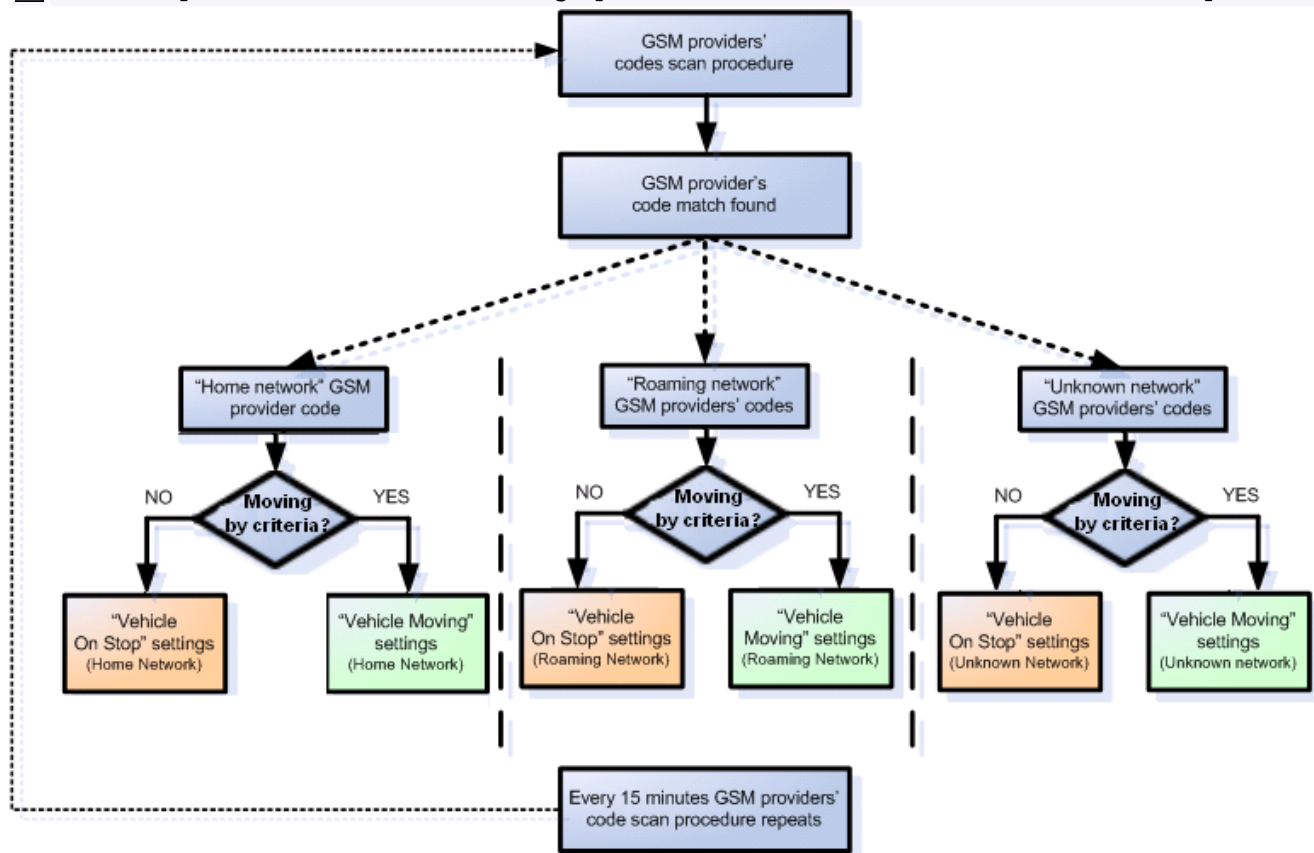 GSM providers'
codes scan procedure
GSM provider's
code match found
"Home network" GSM
provider code
"Roaming network"
GSM providers' codes
"Unknown network"
GSM providers' codes
NO
Moving
by criteria?
YES
NO
Moving
by criteria?
YES
NO
Moving
by criteria?
YES
"Vehicle
On Stop" settings
(Home Network)
"Vehicle Moving"
settings
(Home Network)
"Vehicle
On Stop" settings
(Roaming Network)
"Vehicle
Moving" settings
(Roaming Network)
"Vehicle
On Stop" settings
(Unknown Network)
"Vehicle Moving"
settings
(Unknown network)
Every 15 minutes GSM providers'
code scan procedure repeats